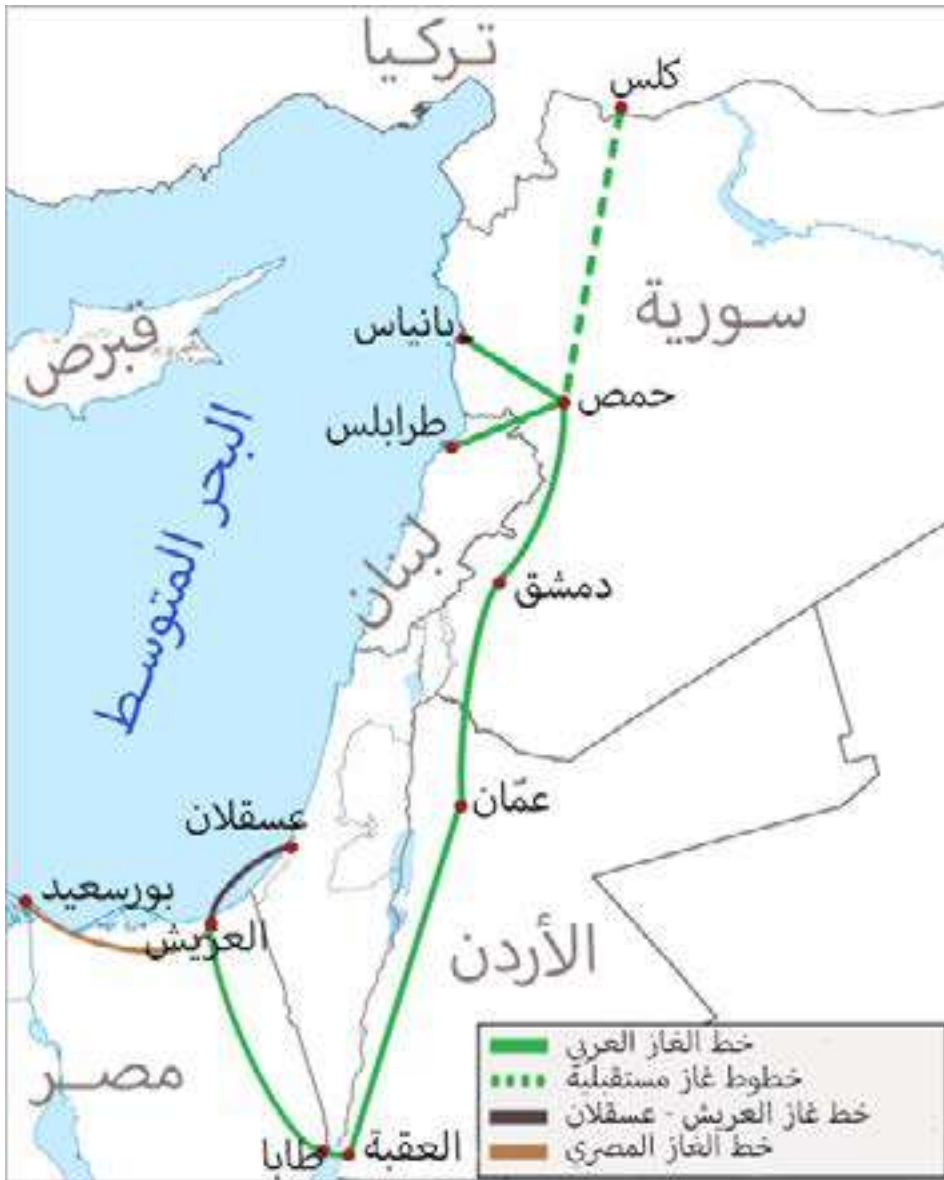 تركيا
كلس
سورية
قبرص
بانياس
حمص
طرابلس
البحر المتوسط
لبنان
دمشق
عمّان
عسقلان
بورسعيد
العريش
الأردن
مصر
طابا
العقبة
خط الغاز العربي
خطوط غاز مستقبلية
خط غاز العريش - عسقلان
خط الغاز المصري